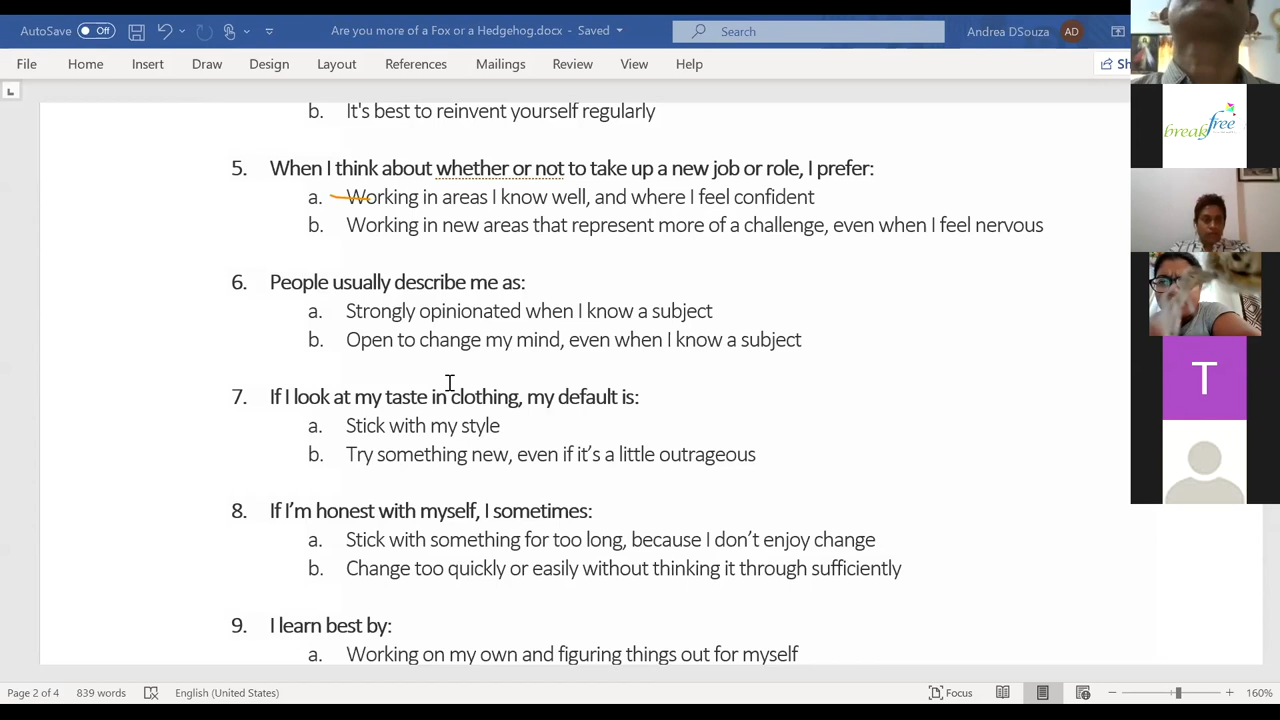 AutoSave Off Are you more of a Fox or a Hedgehog.docx - Saved Search Andrea DSouza AD
File Home Insert Draw Design Layout References Mailings Review View Help Sh
b. It's best to reinvent yourself regularly
5. When I think about whether or not to take up a new job or role, I prefer:
a. Working in areas I know well, and where I feel confident
b. Working in new areas that represent more of a challenge, even when I feel nervous
6. People usually describe me as:
a. Strongly opinionated when I know a subject
b. Open to change my mind, even when I know a subject
7. If I look at my taste in clothing, my default is:
a. Stick with my style
b. Try something new, even if it's a little outrageous
8. If I'm honest with myself, I sometimes:
a. Stick with something for too long, because I don't enjoy change
b. Change too quickly or easily without thinking it through sufficiently
9. I learn best by:
a. Working on my own and figuring things out for myself
Page 2 of 4 839 words English (United States) Focus 160%
break free
T